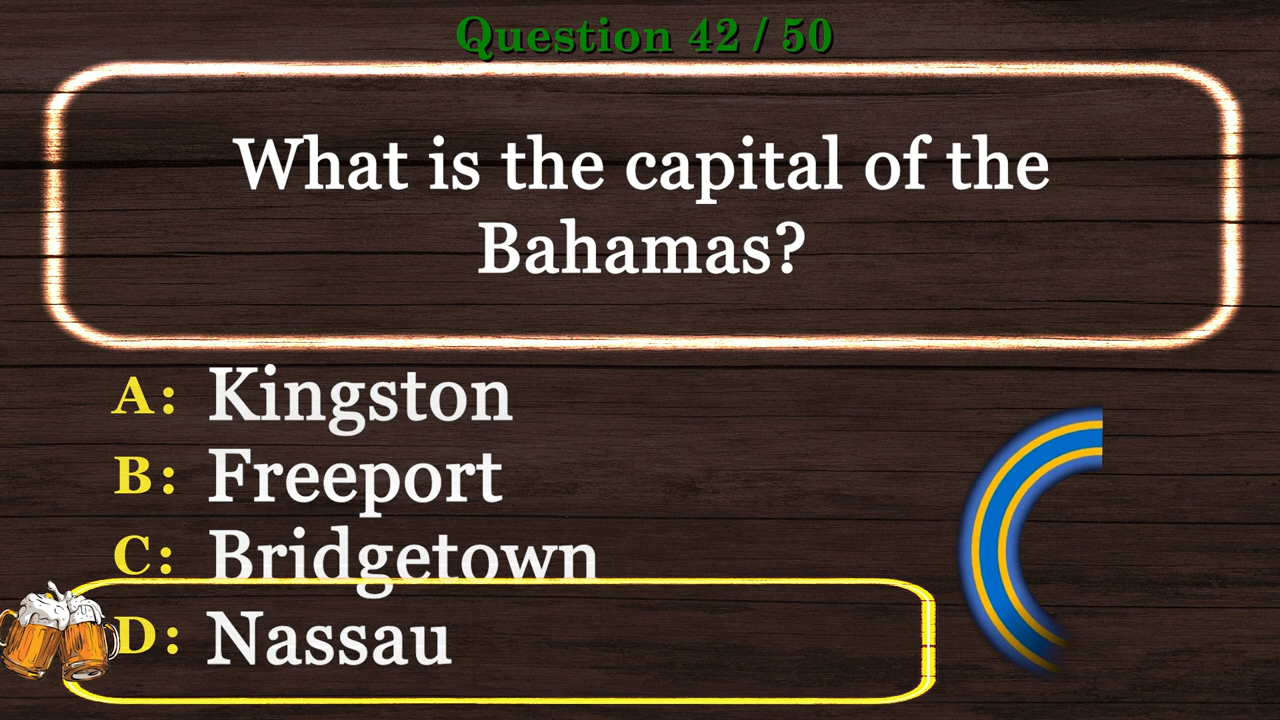 Question 42 / 50
What is the capital of the
Bahamas?
A: Kingston
B: Freeport
C: Bridgetown
D: Nassau